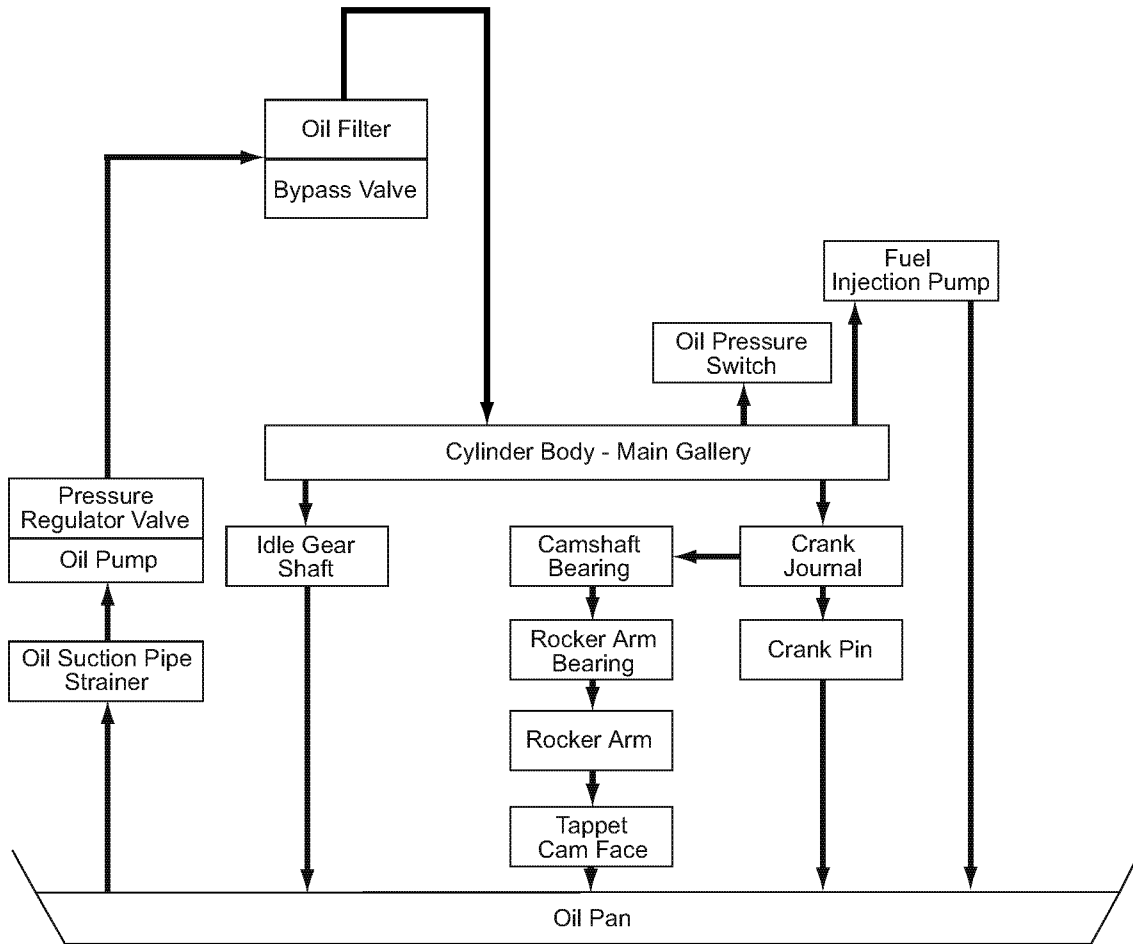 Oil Filter
Bypass Valve
Fuel
Injection Pump
Oil Pressure
Switch
Cylinder Body - Main Gallery
Pressure
Regulator Valve
Oil Pump
Idle Gear
Shaft
Camshaft
Bearing
Crank
Journal
Oil Suction Pipe
Strainer
Rocker Arm
Bearing
Crank Pin
Rocker Arm
Tappet
Cam Face
Oil Pan